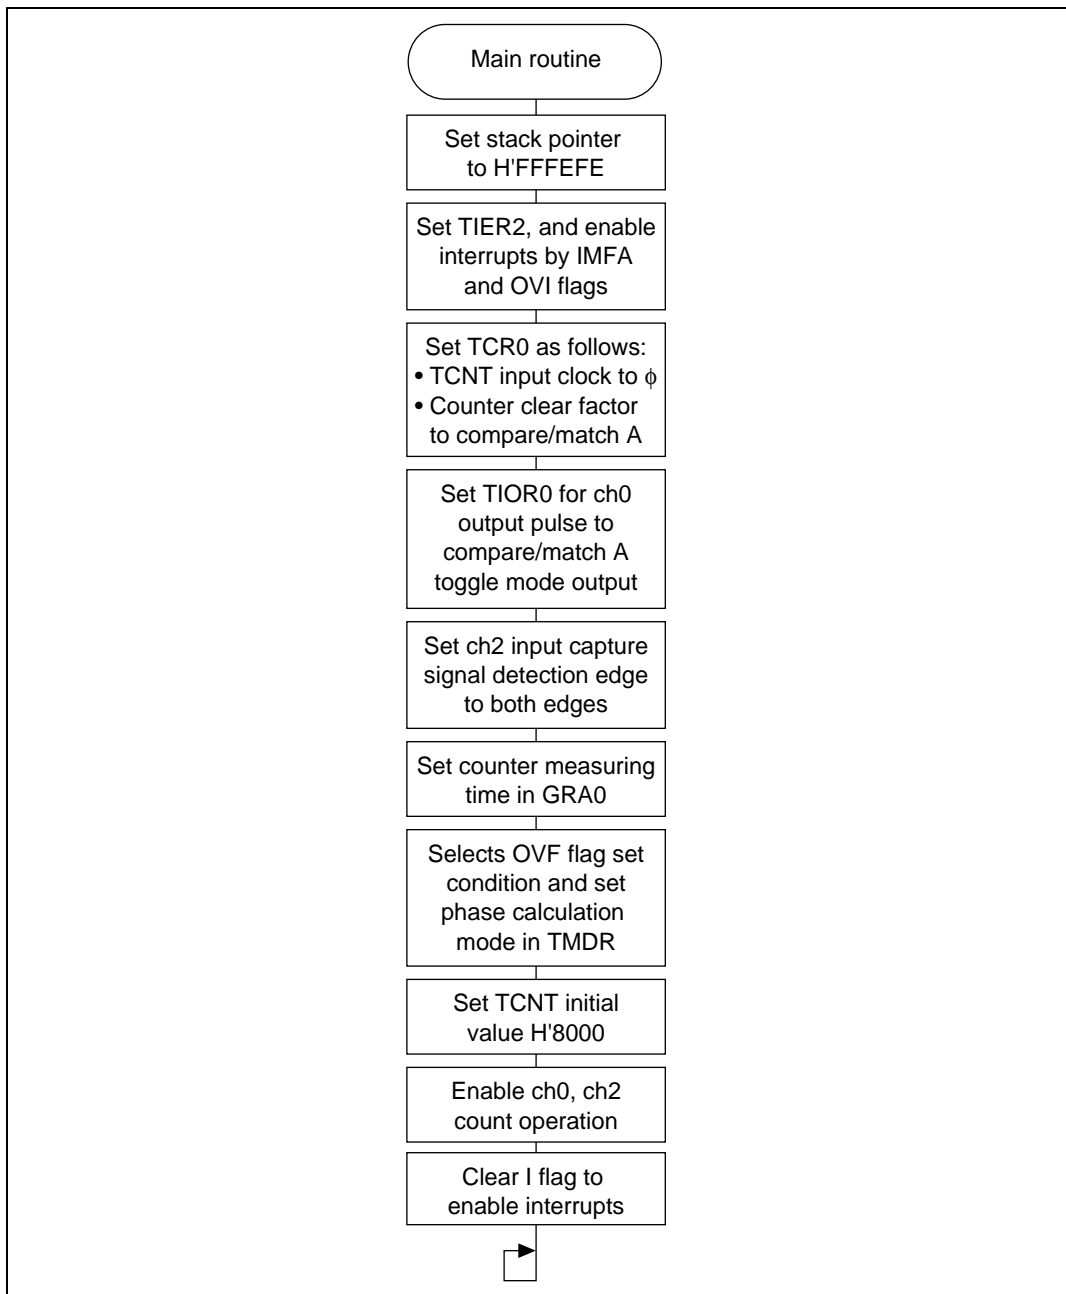 Main routine
Set stack pointer
to H'FFFEFE
Set TIER2, and enable
interrupts by IMFA
and OVI flags
Set TCR0 as follows:
• TCNT input clock to ϕ
• Counter clear factor
to compare/match A
Set TIOR0 for ch0
output pulse to
compare/match A
toggle mode output
Set ch2 input capture
signal detection edge
to both edges
Set counter measuring
time in GRA0
Selects OVF flag set
condition and set
phase calculation
mode in TMDR
Set TCNT initial
value H'8000
Enable ch0, ch2
count operation
Clear I flag to
enable interrupts